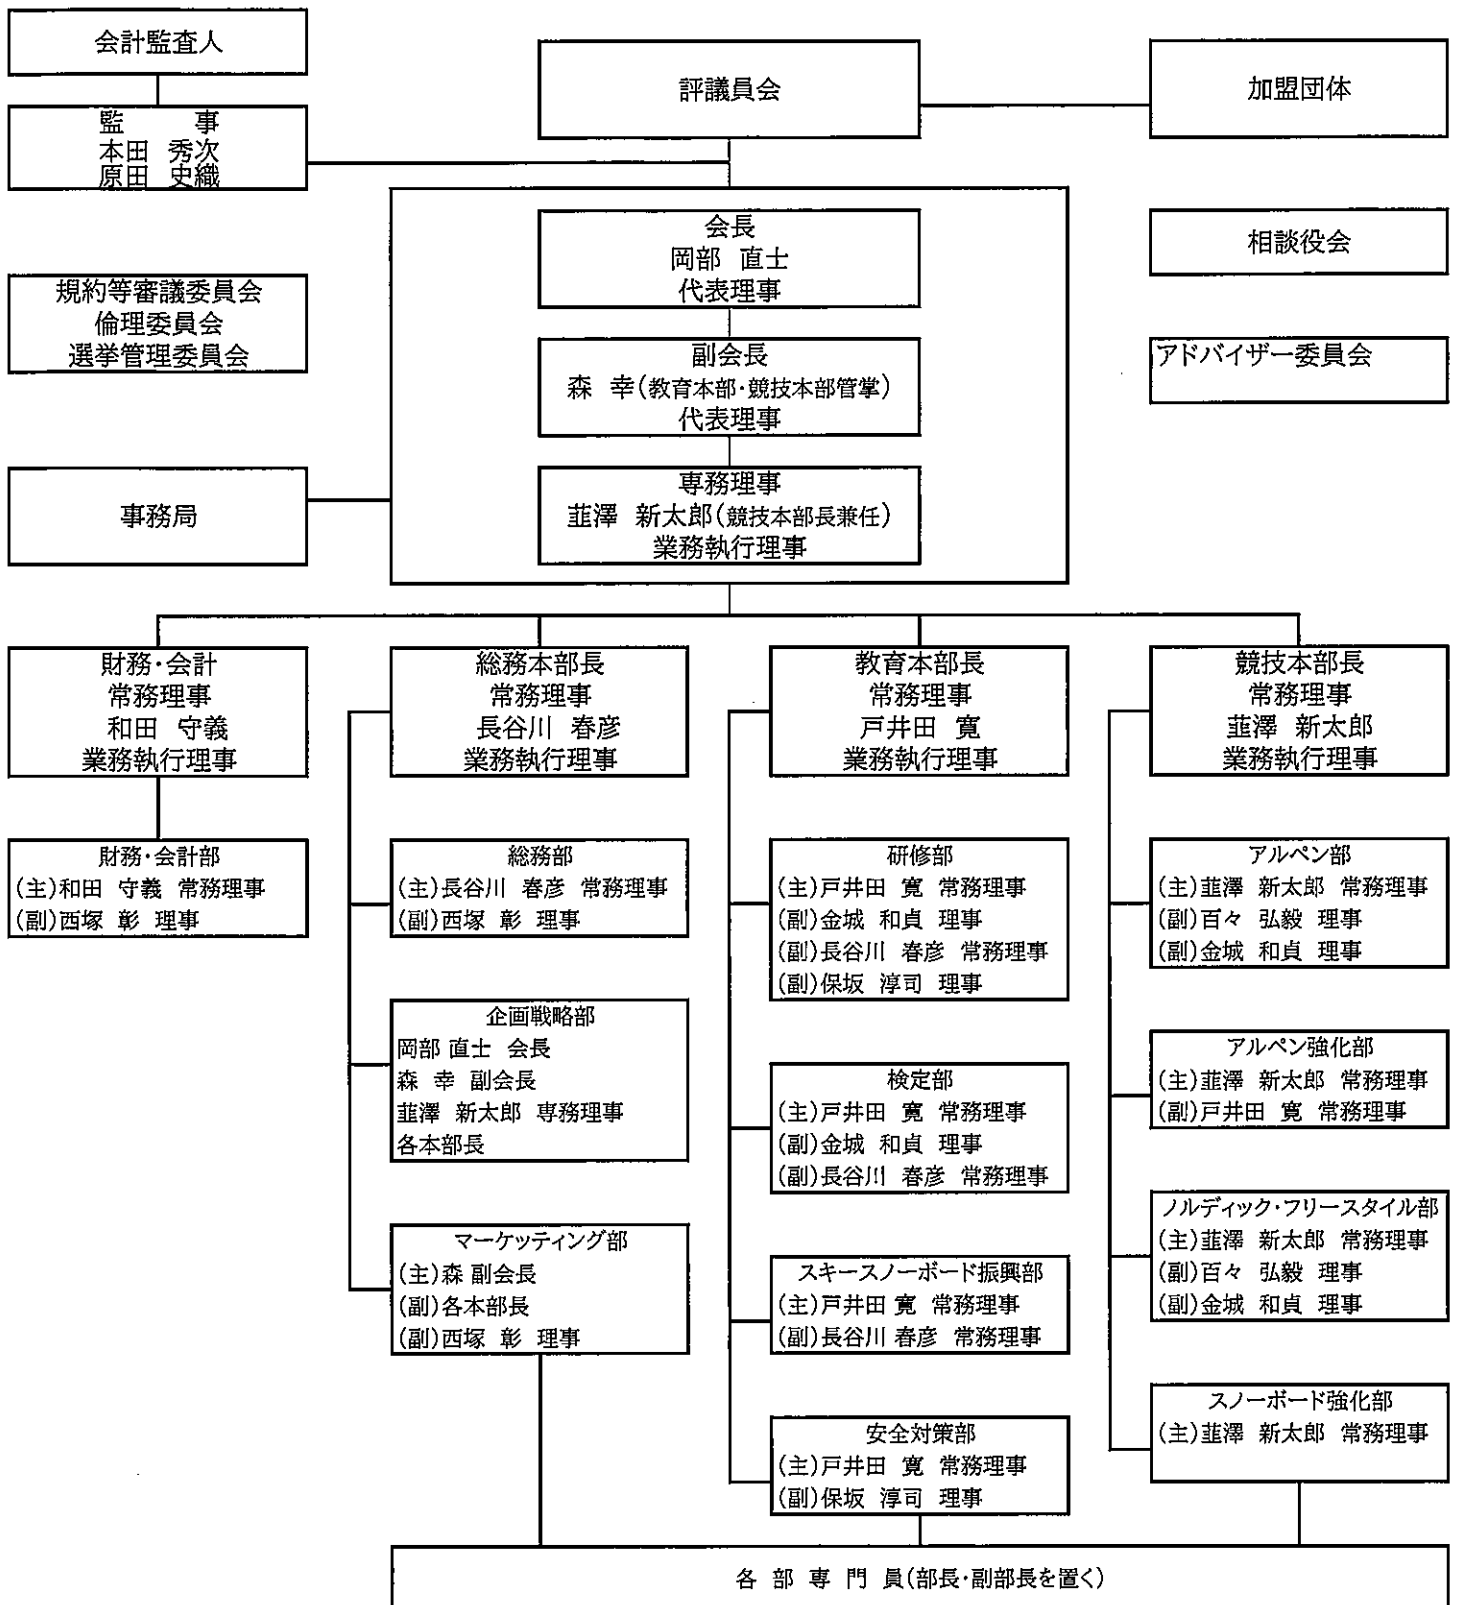 会計監査人
評議員会
加盟団体
監　　事
本田　秀次
原田　史織
会長
岡部　直士
代表理事
相談役会
規約等審議委員会
倫理委員会
選挙管理委員会
副会長
森　幸(教育本部・競技本部管掌)
代表理事
アドバイザー委員会
事務局
専務理事
韮澤　新太郎(競技本部長兼任)
業務執行理事
財務・会計
常務理事
和田　守義
業務執行理事
総務本部長
常務理事
長谷川　春彦
業務執行理事
教育本部長
常務理事
戸井田　寛
業務執行理事
競技本部長
常務理事
韮澤　新太郎
業務執行理事
財務・会計部
(主)和田　守義　常務理事
(副)西塚　彰　理事
総務部
(主)長谷川　春彦　常務理事
(副)西塚　彰　理事
企画戦略部
岡部 直士　会長
森　幸　副会長
韮澤　新太郎　専務理事
各本部長
マーケッティング部
(主)森 副会長
(副)各本部長
(副)西塚　彰　理事
研修部
(主)戸井田　寛　常務理事
(副)金城　和貞　理事
(副)長谷川　春彦　常務理事
(副)保坂　淳司　理事
検定部
(主)戸井田　寛　常務理事
(副)金城　和貞　理事
(副)長谷川　春彦　常務理事
スキースノーボード振興部
(主)戸井田 寛　常務理事
(副)長谷川 春彦　常務理事
安全対策部
(主)戸井田　寛　常務理事
(副)保坂　淳司　理事
アルペン部
(主)韮澤　新太郎　常務理事
(副)百々　弘毅　理事
(副)金城　和貞　理事
アルペン強化部
(主)韮澤　新太郎　常務理事
(副)戸井田　寛　常務理事
ノルディック・フリースタイル部
(主)韮澤　新太郎　常務理事
(副)百々　弘毅　理事
(副)金城　和貞　理事
スノーボード強化部
(主)韮澤　新太郎　常務理事
各　部　専　門　員(部長・副部長を置く)